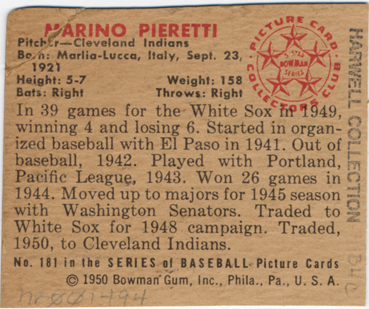 MARINO PIERETTI
Pitcher—Cleveland Indians
Born: Marlia-Lucca, Italy, Sept. 23,
1921
Height: 5-7 Weight: 158
Bats: Right Throws: Right
PICTURE CARD
COLLECTORS CLUB
5 STAR
BOWMAN
SERIES
In 39 games for the White Sox in 1949,
winning 4 and losing 6. Started in organ-
ized baseball with El Paso in 1941. Out of
baseball, 1942. Played with Portland,
Pacific League, 1943. Won 26 games in
1944. Moved up to majors for 1945 season
with Washington Senators. Traded to
White Sox for 1948 campaign. Traded,
1950, to Cleveland Indians.
No. 181 in the SERIES of BASEBALL Picture Cards
© 1950 Bowman Gum, Inc., Phila., Pa., U. S. A.
HARWELL COLLECTION